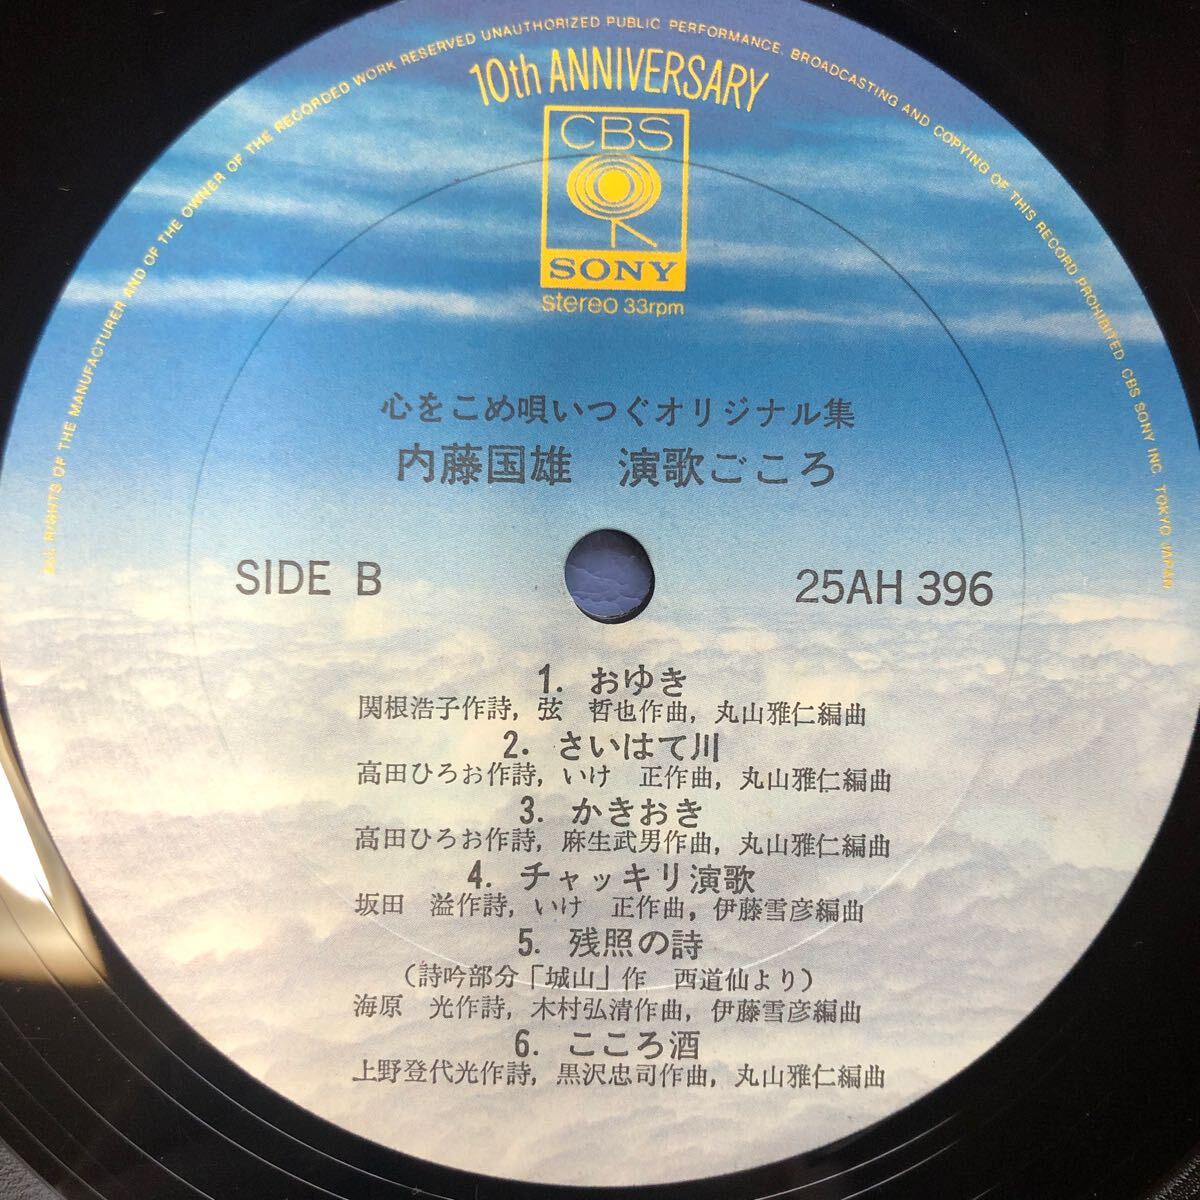 ALL RIGHTS OF THE MANUFACTURER AND OF THE OWNER OF THE RECORDED WORK RESERVED UNAUTHORIZED PUBLIC PERFORMANCE, BROADCASTING AND COPYING OF THIS RECORD PROHIBITED CBS SONY INC. TOKYO JAPAN
10th ANNIVERSARY
CBS
SONY
stereo 33rpm
心をこめ唄いつぐオリジナル集
内藤国雄 演歌ごころ
SIDE B
25AH 396
1. おゆき
関根浩子作詩, 弦 哲也作曲, 丸山雅仁編曲
2. さいはて川
高田ひろお作詩, いけ 正作曲, 丸山雅仁編曲
3. かきおき
高田ひろお作詩, 麻生武男作曲, 丸山雅仁編曲
4. チャッキリ演歌
坂田 溢作詩, いけ 正作曲, 伊藤雪彦編曲
5. 残照の詩
(詩吟部分「城山」作 西道仙より)
海原 光作詩, 木村弘清作曲, 伊藤雪彦編曲
6. こころ酒
上野登代光作詩, 黒沢忠司作曲, 丸山雅仁編曲